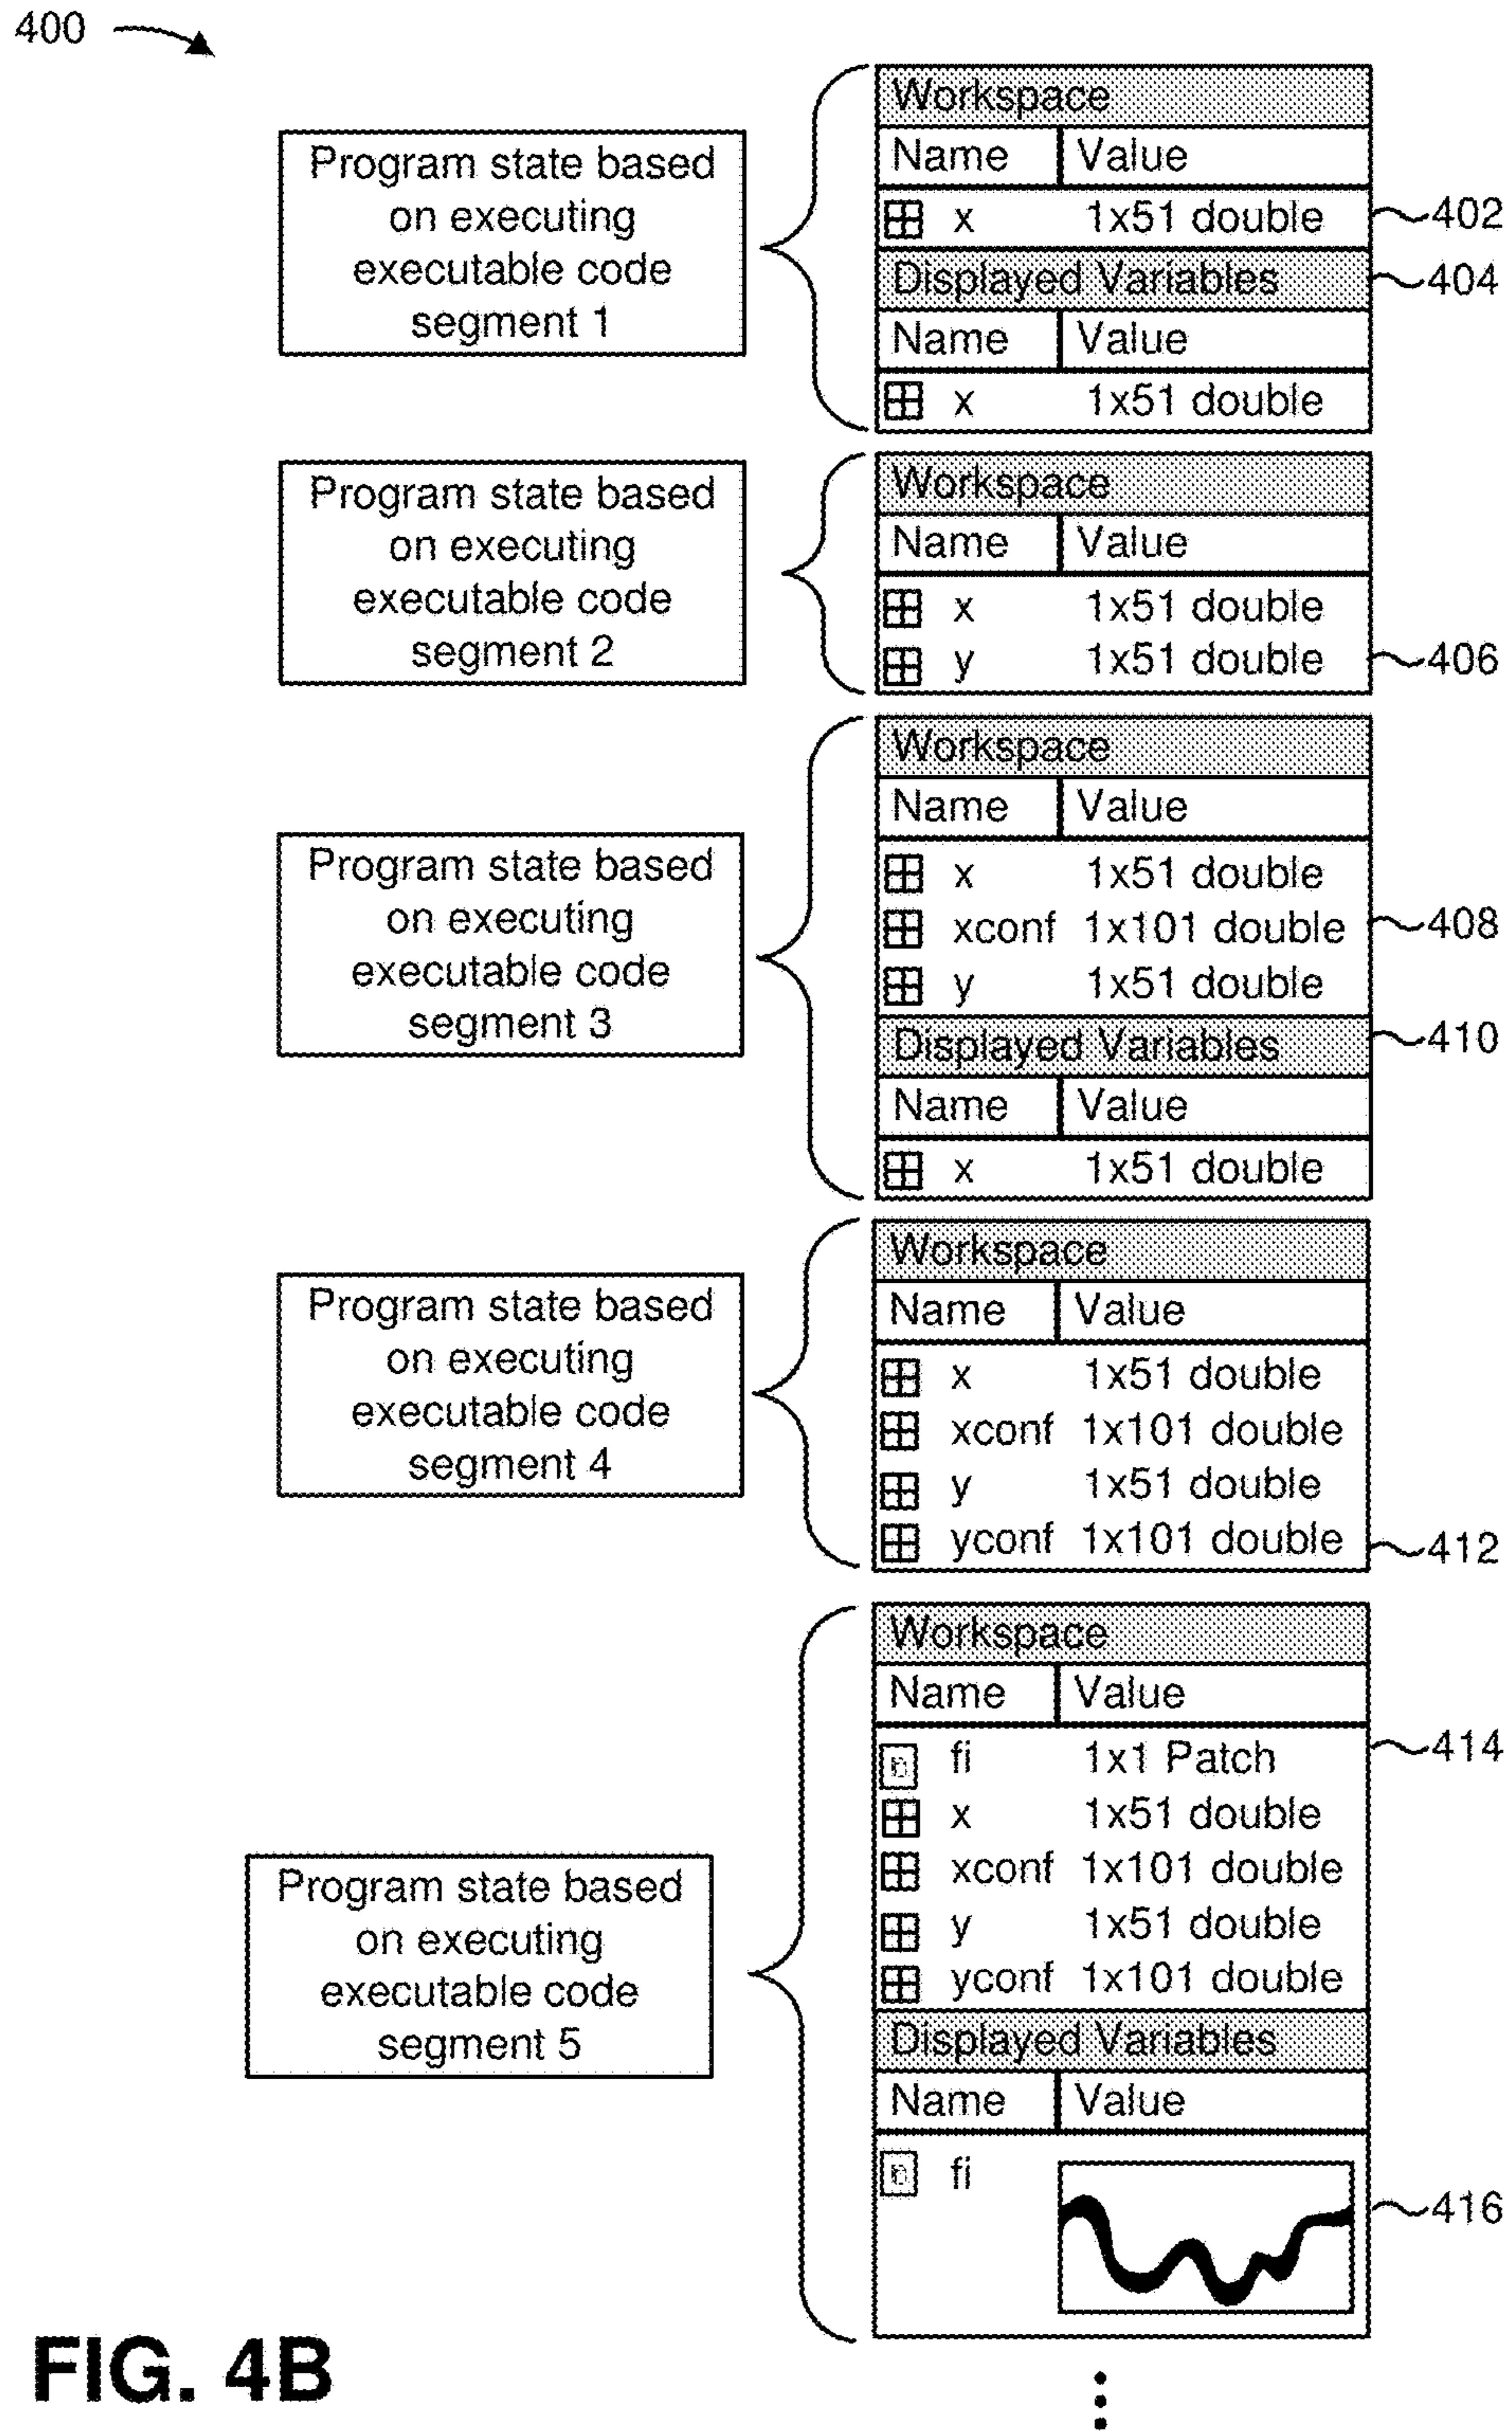 400
Program state based
on executing
executable code
segment 1
Workspace
Name Value
x 1x51 double 402
Displayed Variables 404
Name Value
x 1x51 double
Program state based
on executing
executable code
segment 2
Workspace
Name Value
x 1x51 double
y 1x51 double 406
Program state based
on executing
executable code
segment 3
Workspace
Name Value
x 1x51 double
xconf 1x101 double 408
y 1x51 double
Displayed Variables 410
Name Value
x 1x51 double
Program state based
on executing
executable code
segment 4
Workspace
Name Value
x 1x51 double
xconf 1x101 double
y 1x51 double
yconf 1x101 double 412
Program state based
on executing
executable code
segment 5
Workspace
Name Value
fi 1x1 Patch 414
x 1x51 double
xconf 1x101 double
y 1x51 double
yconf 1x101 double
Displayed Variables
Name Value
fi 416
FIG. 4B